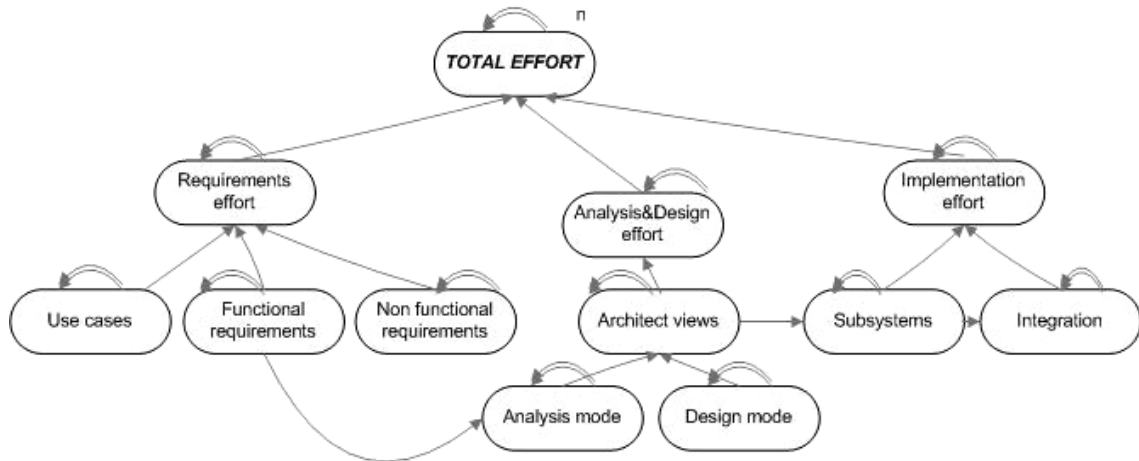 п
TOTAL EFFORT
Requirements
effort
Analysis&Design
effort
Implementation
effort
Use cases
Functional
requirements
Non functional
requirements
Architect views
Subsystems
Integration
Analysis mode
Design mode